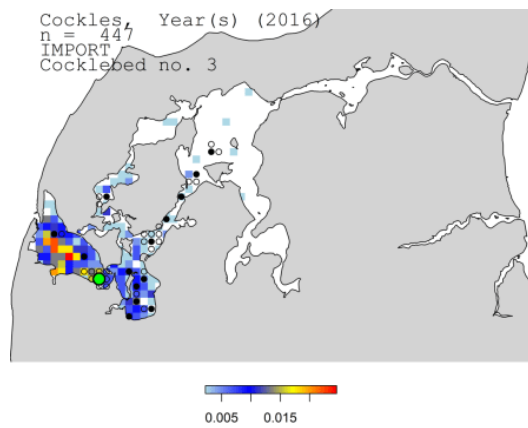 Cockles, Year(s) (2016)
n = 447
IMPORT
Cocklebed no. 3
0.005 0.015